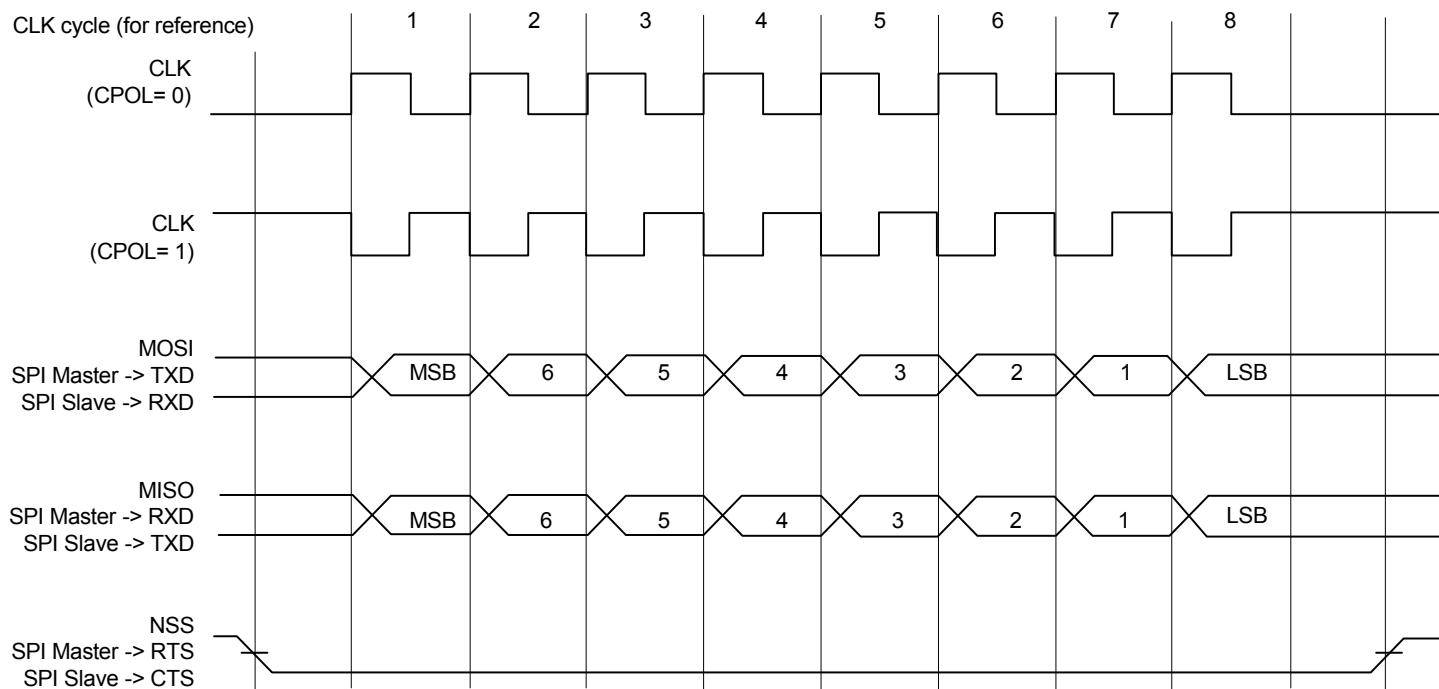 CLK cycle (for reference)
1 2 3 4 5 6 7 8
CLK
(CPOL= 0)
CLK
(CPOL= 1)
MOSI
SPI Master -> TXD
SPI Slave -> RXD
MSB 6 5 4 3 2 1 LSB
MISO
SPI Master -> RXD
SPI Slave -> TXD
MSB 6 5 4 3 2 1 LSB
NSS
SPI Master -> RTS
SPI Slave -> CTS